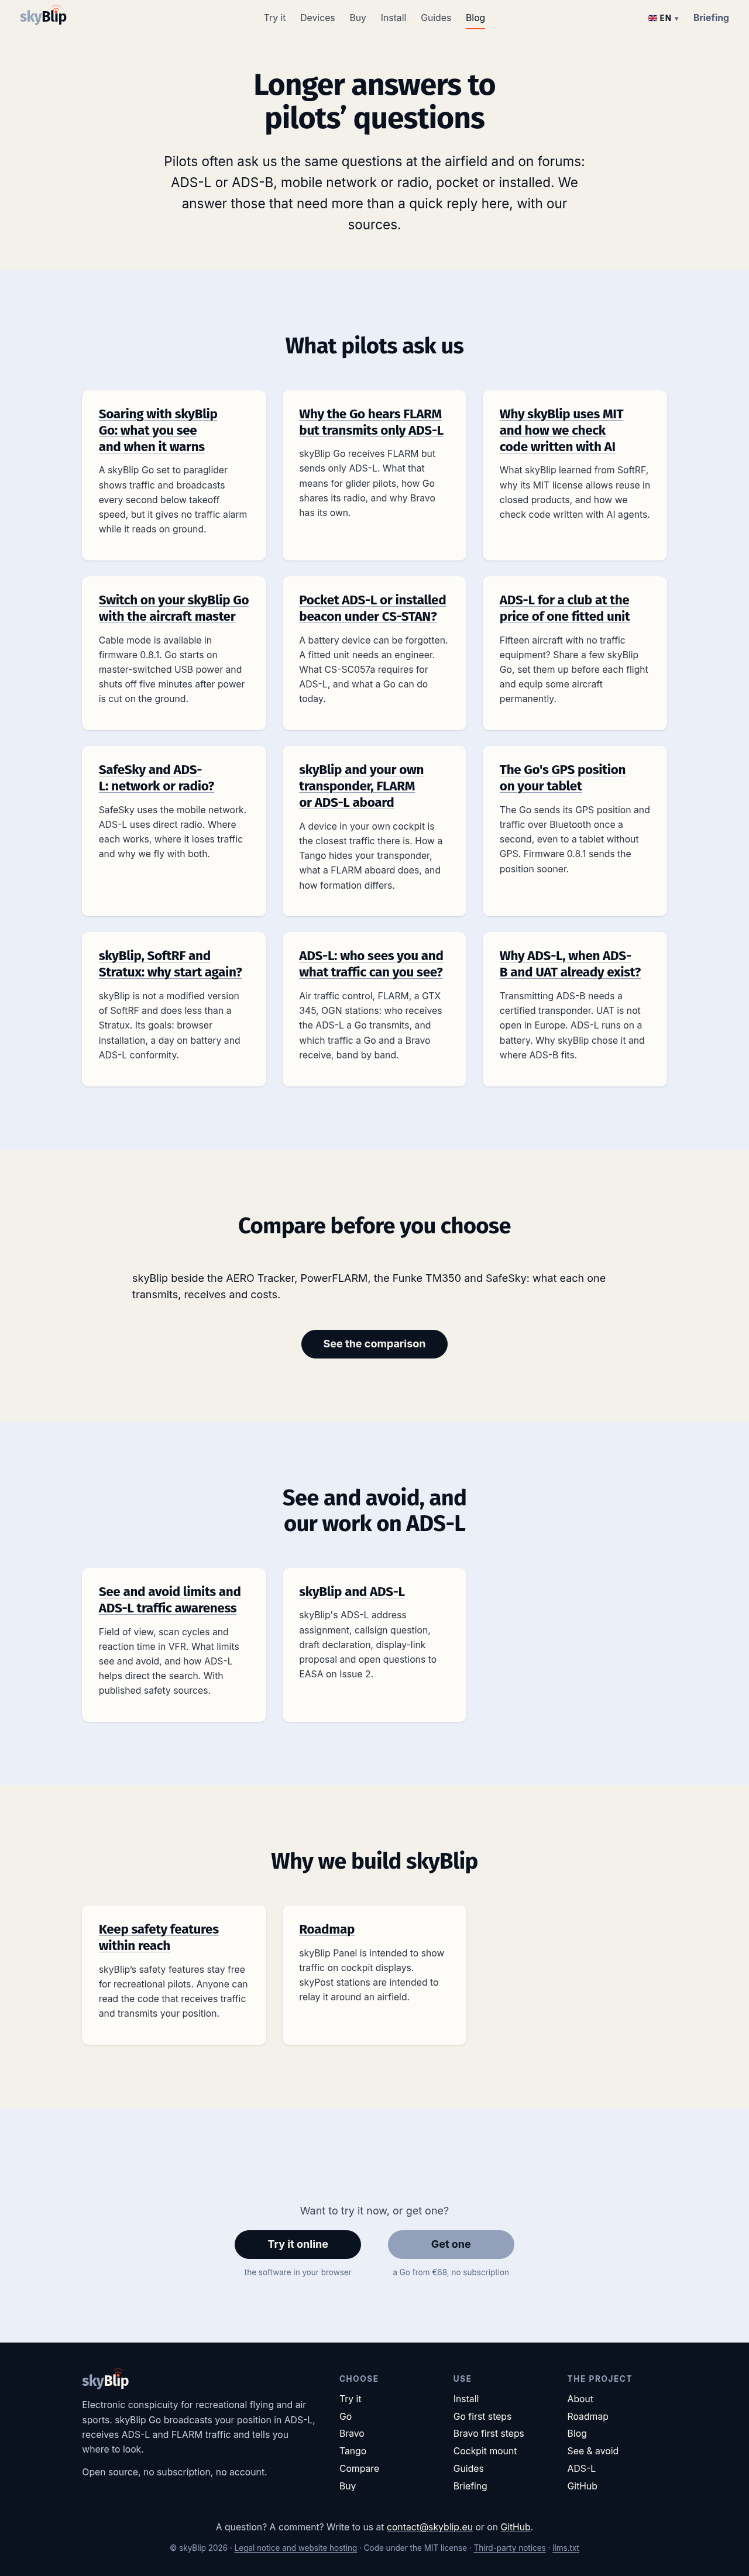 skyBlip
Try it Devices Buy Install Guides Blog
EN ▾ Briefing
Longer answers to
pilots’ questions
Pilots often ask us the same questions at the airfield and on forums:
ADS-L or ADS-B, mobile network or radio, pocket or installed. We
answer those that need more than a quick reply here, with our
sources.
What pilots ask us
Soaring with skyBlip
Go: what you see
and when it warns
A skyBlip Go set to paraglider
shows traffic and broadcasts
every second below takeoff
speed, but it gives no traffic alarm
while it reads on ground.
Why the Go hears FLARM
but transmits only ADS-L
skyBlip Go receives FLARM but
sends only ADS-L. What that
means for glider pilots, how Go
shares its radio, and why Bravo
has its own.
Why skyBlip uses MIT
and how we check
code written with AI
What skyBlip learned from SoftRF,
why its MIT license allows reuse in
closed products, and how we
check code written with AI agents.
Switch on your skyBlip Go
with the aircraft master
Cable mode is available in
firmware 0.8.1. Go starts on
master-switched USB power and
shuts off five minutes after power
is cut on the ground.
Pocket ADS-L or installed
beacon under CS-STAN?
A battery device can be forgotten.
A fitted unit needs an engineer.
What CS-SC057a requires for
ADS-L, and what a Go can do
today.
ADS-L for a club at the
price of one fitted unit
Fifteen aircraft with no traffic
equipment? Share a few skyBlip
Go, set them up before each flight
and equip some aircraft
permanently.
SafeSky and ADS-
L: network or radio?
SafeSky uses the mobile network.
ADS-L uses direct radio. Where
each works, where it loses traffic
and why we fly with both.
skyBlip and your own
transponder, FLARM
or ADS-L aboard
A device in your own cockpit is
the closest traffic there is. How a
Tango hides your transponder,
what a FLARM aboard does, and
how formation differs.
The Go's GPS position
on your tablet
The Go sends its GPS position and
traffic over Bluetooth once a
second, even to a tablet without
GPS. Firmware 0.8.1 sends the
position sooner.
skyBlip, SoftRF and
Stratux: why start again?
skyBlip is not a modified version
of SoftRF and does less than a
Stratux. Its goals: browser
installation, a day on battery and
ADS-L conformity.
ADS-L: who sees you and
what traffic can you see?
Air traffic control, FLARM, a GTX
345, OGN stations: who receives
the ADS-L a Go transmits, and
which traffic a Go and a Bravo
receive, band by band.
Why ADS-L, when ADS-
B and UAT already exist?
Transmitting ADS-B needs a
certified transponder. UAT is not
open in Europe. ADS-L runs on a
battery. Why skyBlip chose it and
where ADS-B fits.
Compare before you choose
skyBlip beside the AERO Tracker, PowerFLARM, the Funke TM350 and SafeSky: what each one
transmits, receives and costs.
See the comparison
See and avoid, and
our work on ADS-L
See and avoid limits and
ADS-L traffic awareness
Field of view, scan cycles and
reaction time in VFR. What limits
see and avoid, and how ADS-L
helps direct the search. With
published safety sources.
skyBlip and ADS-L
skyBlip's ADS-L address
assignment, callsign question,
draft declaration, display-link
proposal and open questions to
EASA on Issue 2.
Why we build skyBlip
Keep safety features
within reach
skyBlip’s safety features stay free
for recreational pilots. Anyone can
read the code that receives traffic
and transmits your position.
Roadmap
skyBlip Panel is intended to show
traffic on cockpit displays.
skyPost stations are intended to
relay it around an airfield.
Want to try it now, or get one?
Try it online
the software in your browser
Get one
a Go from €68, no subscription
skyBlip
Electronic conspicuity for recreational flying and air
sports. skyBlip Go broadcasts your position in ADS-L,
receives ADS-L and FLARM traffic and tells you
where to look.
Open source, no subscription, no account.
CHOOSE
Try it
Go
Bravo
Tango
Compare
Buy
USE
Install
Go first steps
Bravo first steps
Cockpit mount
Guides
Briefing
THE PROJECT
About
Roadmap
Blog
See & avoid
ADS-L
GitHub
A question? A comment? Write to us at contact@skyblip.eu or on GitHub.
© skyBlip 2026 · Legal notice and website hosting · Code under the MIT license · Third-party notices · llms.txt